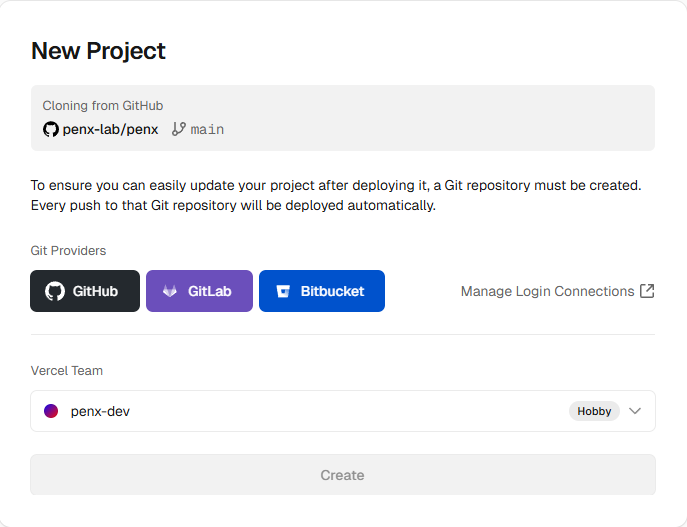 New Project
Cloning from GitHub
penx-lab/penx main
To ensure you can easily update your project after deploying it, a Git repository must be created.
Every push to that Git repository will be deployed automatically.
Git Providers
GitHub GitLab Bitbucket Manage Login Connections
Vercel Team
penx-dev Hobby
Create